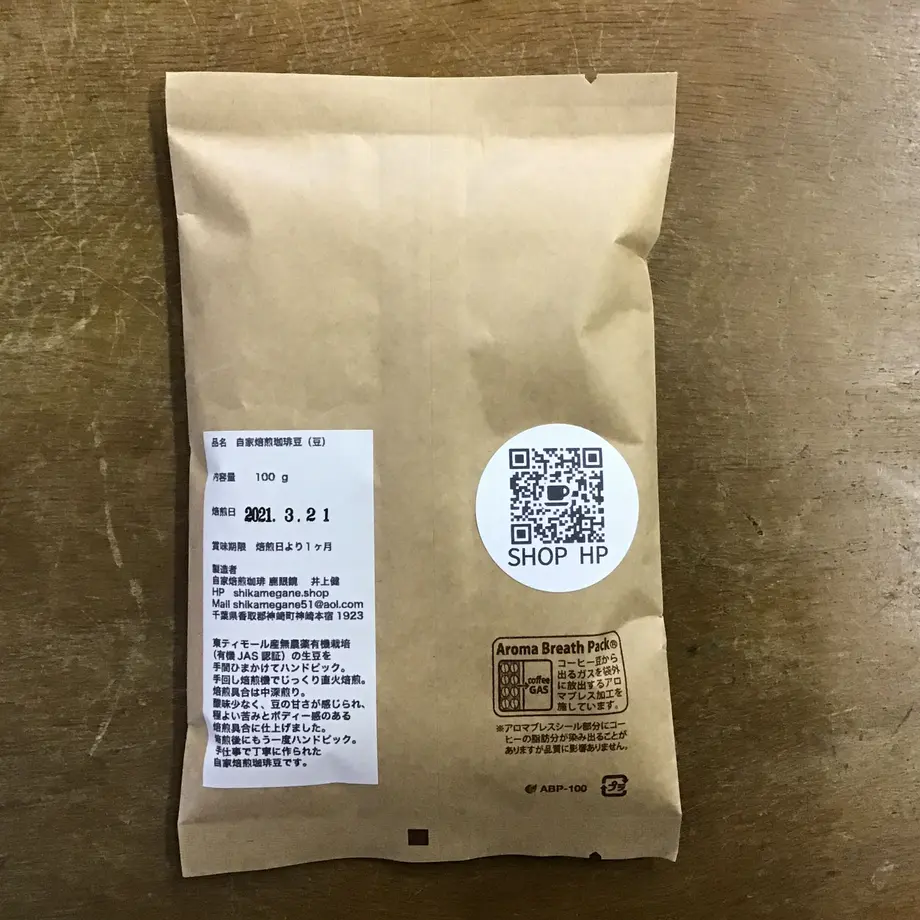 品名 自家焙煎珈琲豆（豆）
内容量 100 g
焙煎日 2021. 3. 21
賞味期限 焙煎日より1ヶ月
製造者
自家焙煎珈琲 鹿眼鏡 井上健
HP shikamegane.shop
Mail shikamegane51@aol.com
千葉県香取郡神崎町神崎本宿 1923
東ティモール産無農薬有機栽培
（有機 JAS 認証）の生豆を
手間ひまかけてハンドピック。
手回し焙煎機でじっくり直火焙煎。
焙煎具合は中深煎り。
酸味少なく、豆の甘さが感じられ、
程よい苦みとボディー感のある
焙煎具合に仕上げました。
焙煎後にもう一度ハンドピック。
手仕事で丁寧に作られた
自家焙煎珈琲豆です。
SHOP HP
Aroma Breath Pack®
coffee
GAS
コーヒー豆から
出るガスを袋外
に放出するアロ
マブレス加工を
施しています。
※アロマブレスシール部分にコー
ヒーの脂肪分が染み出ることが
ありますが品質に影響ありません。
ABP-100
プラ